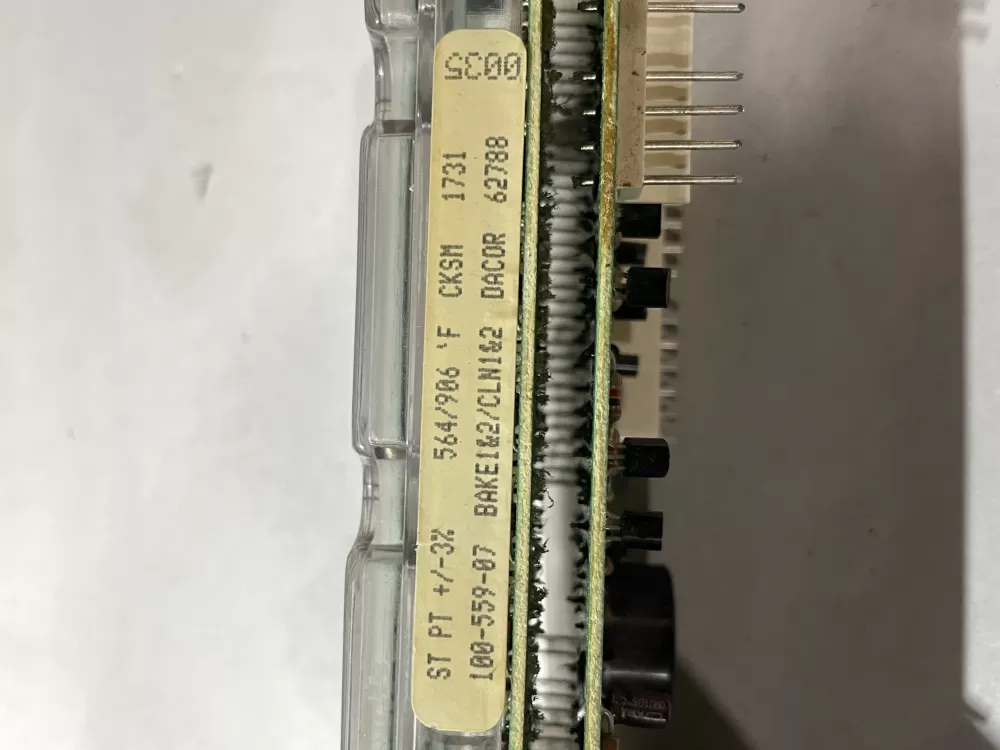 ST PT +/-3% 564/906 °F CKSM 1731
100-559-07 BAKE1&2/CLN1&2 DACOR 62788
0035